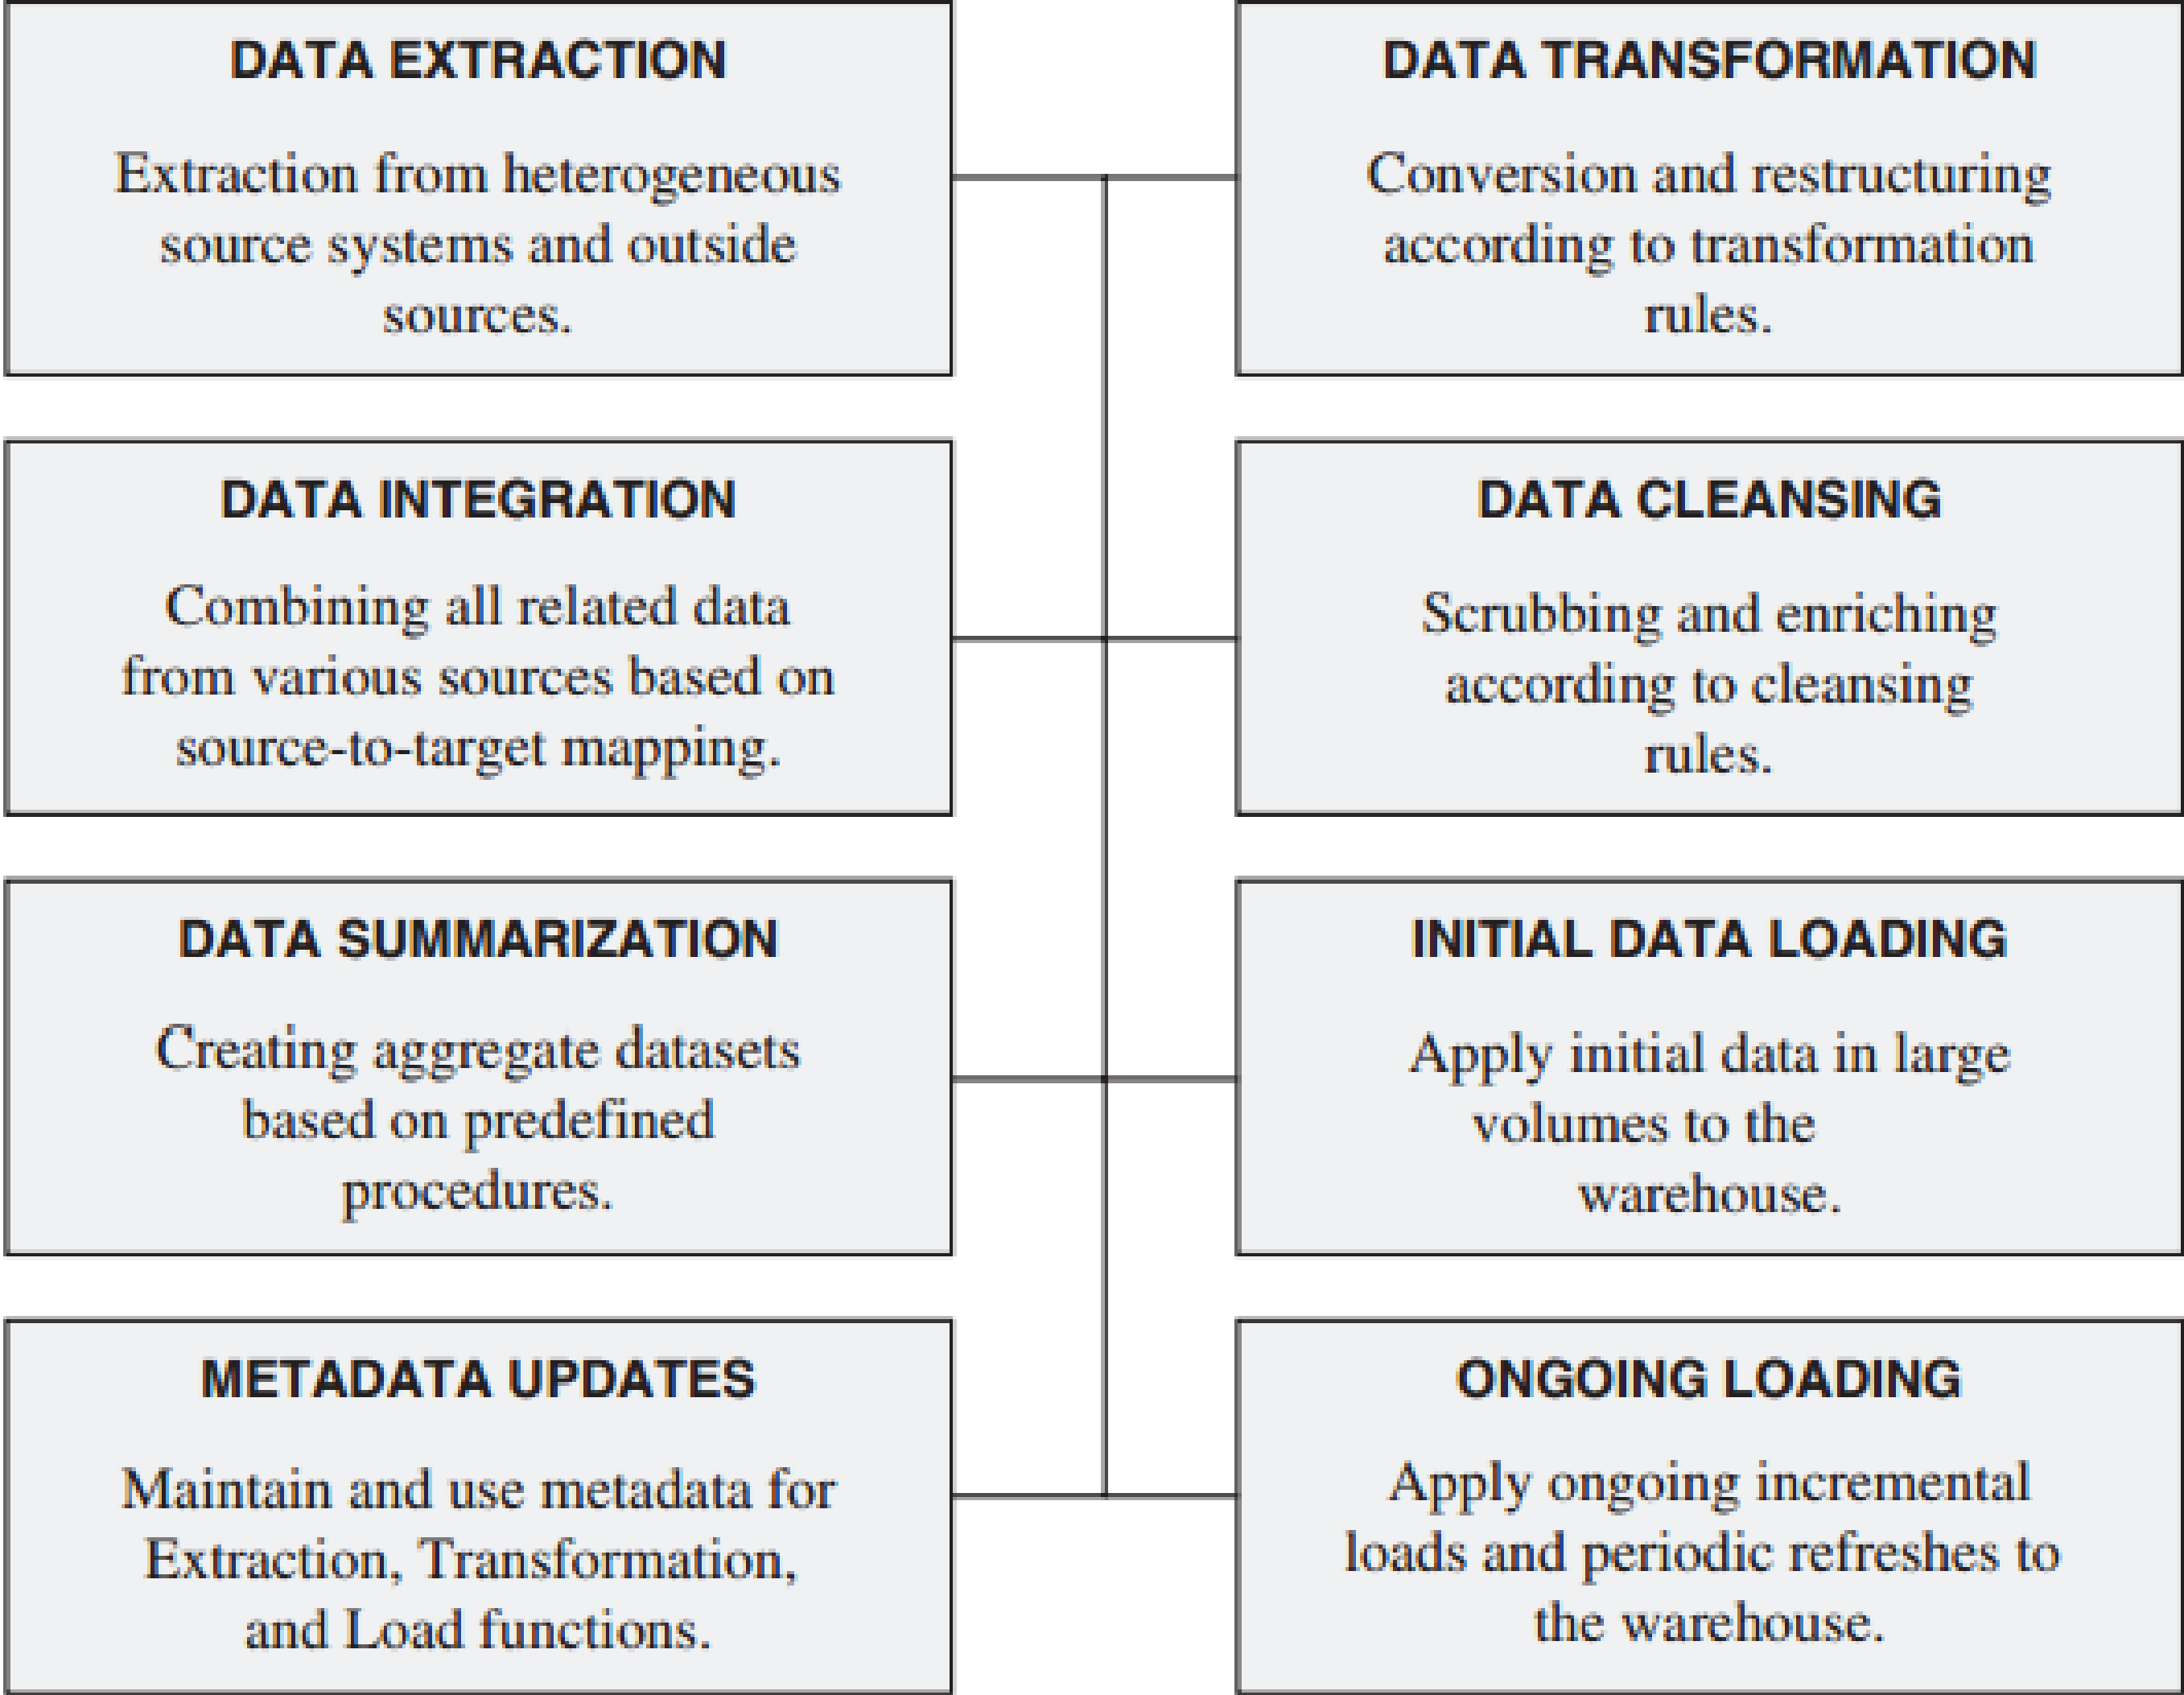 DATA EXTRACTION
Extraction from heterogeneous
source systems and outside
sources.
DATA TRANSFORMATION
Conversion and restructuring
according to transformation
rules.
DATA INTEGRATION
Combining all related data
from various sources based on
source-to-target mapping.
DATA CLEANSING
Scrubbing and enriching
according to cleansing
rules.
DATA SUMMARIZATION
Creating aggregate datasets
based on predefined
procedures.
INITIAL DATA LOADING
Apply initial data in large
volumes to the
warehouse.
METADATA UPDATES
Maintain and use metadata for
Extraction, Transformation,
and Load functions.
ONGOING LOADING
Apply ongoing incremental
loads and periodic refreshes to
the warehouse.